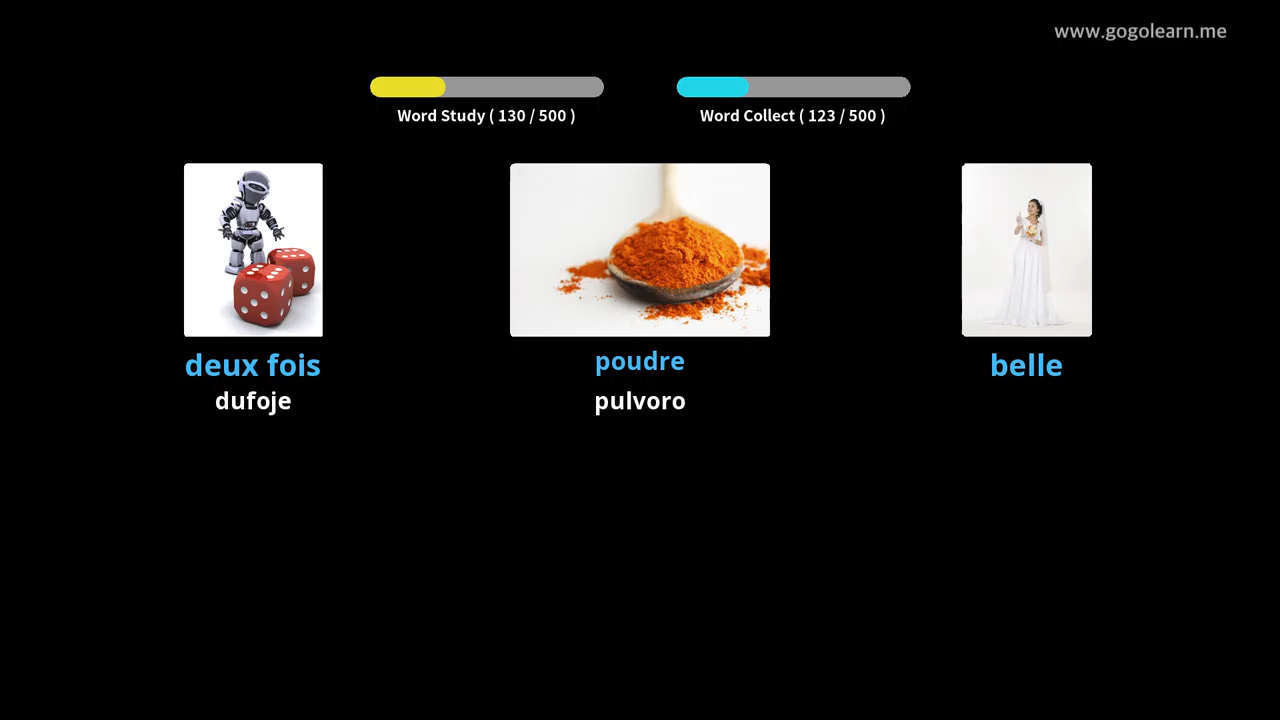 www.gogolearn.me
Word Study ( 130 / 500 )
Word Collect ( 123 / 500 )
deux fois
dufoje
poudre
pulvoro
belle